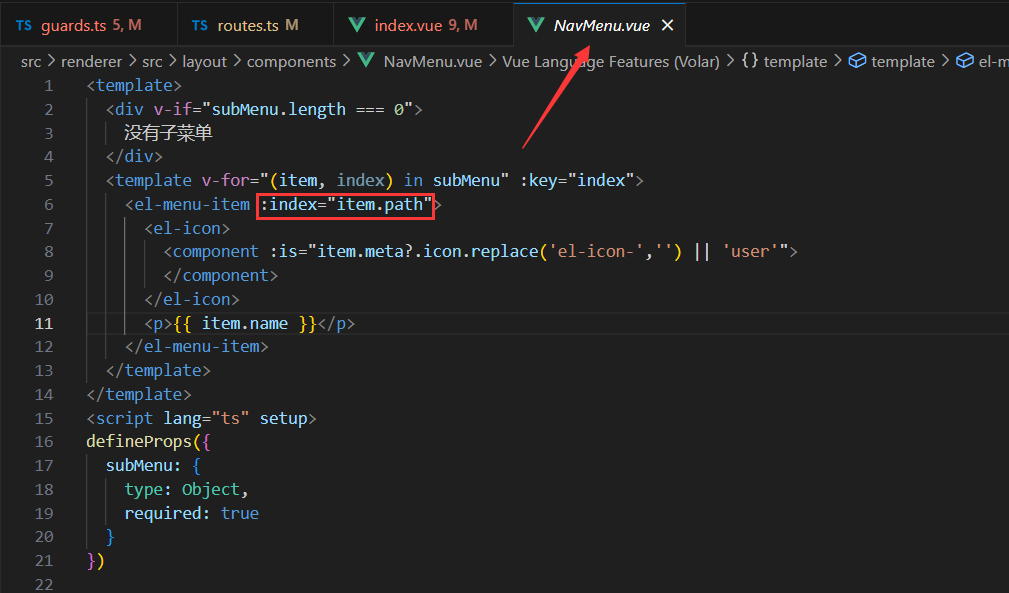 TS guards.ts 5, M TS routes.ts M index.vue 9, M NavMenu.vue
src > renderer > src > layout > components > NavMenu.vue > Vue Language Features (Volar) > {} template > template > el-m
1 <template>
2 <div v-if="subMenu.length === 0">
3 没有子菜单
4 </div>
5 <template v-for="(item, index) in subMenu" :key="index">
6 <el-menu-item :index="item.path">
7 <el-icon>
8 <component :is="item.meta?.icon.replace('el-icon-','') || 'user'">
9 </component>
10 </el-icon>
11 <p>{{ item.name }}</p>
12 </el-menu-item>
13 </template>
14 </template>
15 <script lang="ts" setup>
16 defineProps({
17 subMenu: {
18 type: Object,
19 required: true
20 }
21 })
22